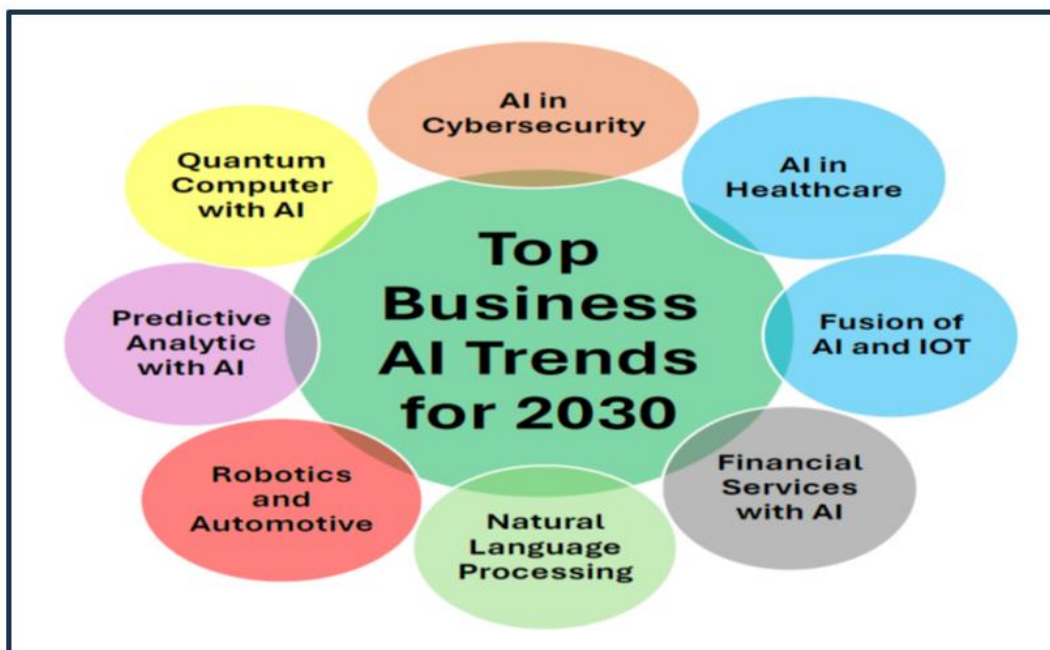 Top
Business
AI Trends
for 2030
AI in
Cybersecurity
AI in
Healthcare
Fusion of
AI and IOT
Financial
Services
with AI
Natural
Language
Processing
Robotics
and
Automotive
Predictive
Analytic
with AI
Quantum
Computer
with AI